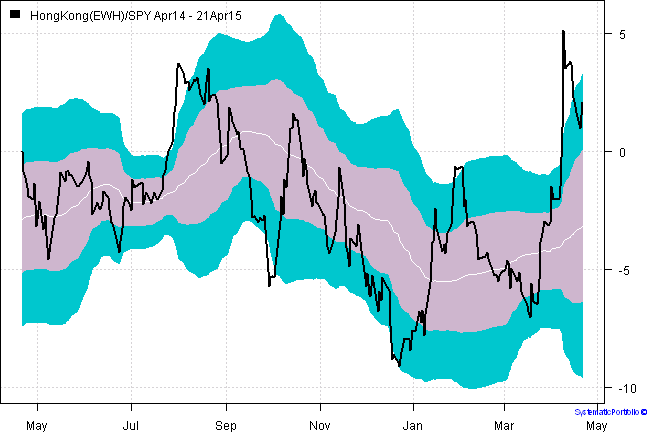 HongKong(EWH)/SPY Apr14 - 21Apr15
5
0
-5
-10
SystematicPortfolio ©
May Jul Sep Nov Jan Mar May